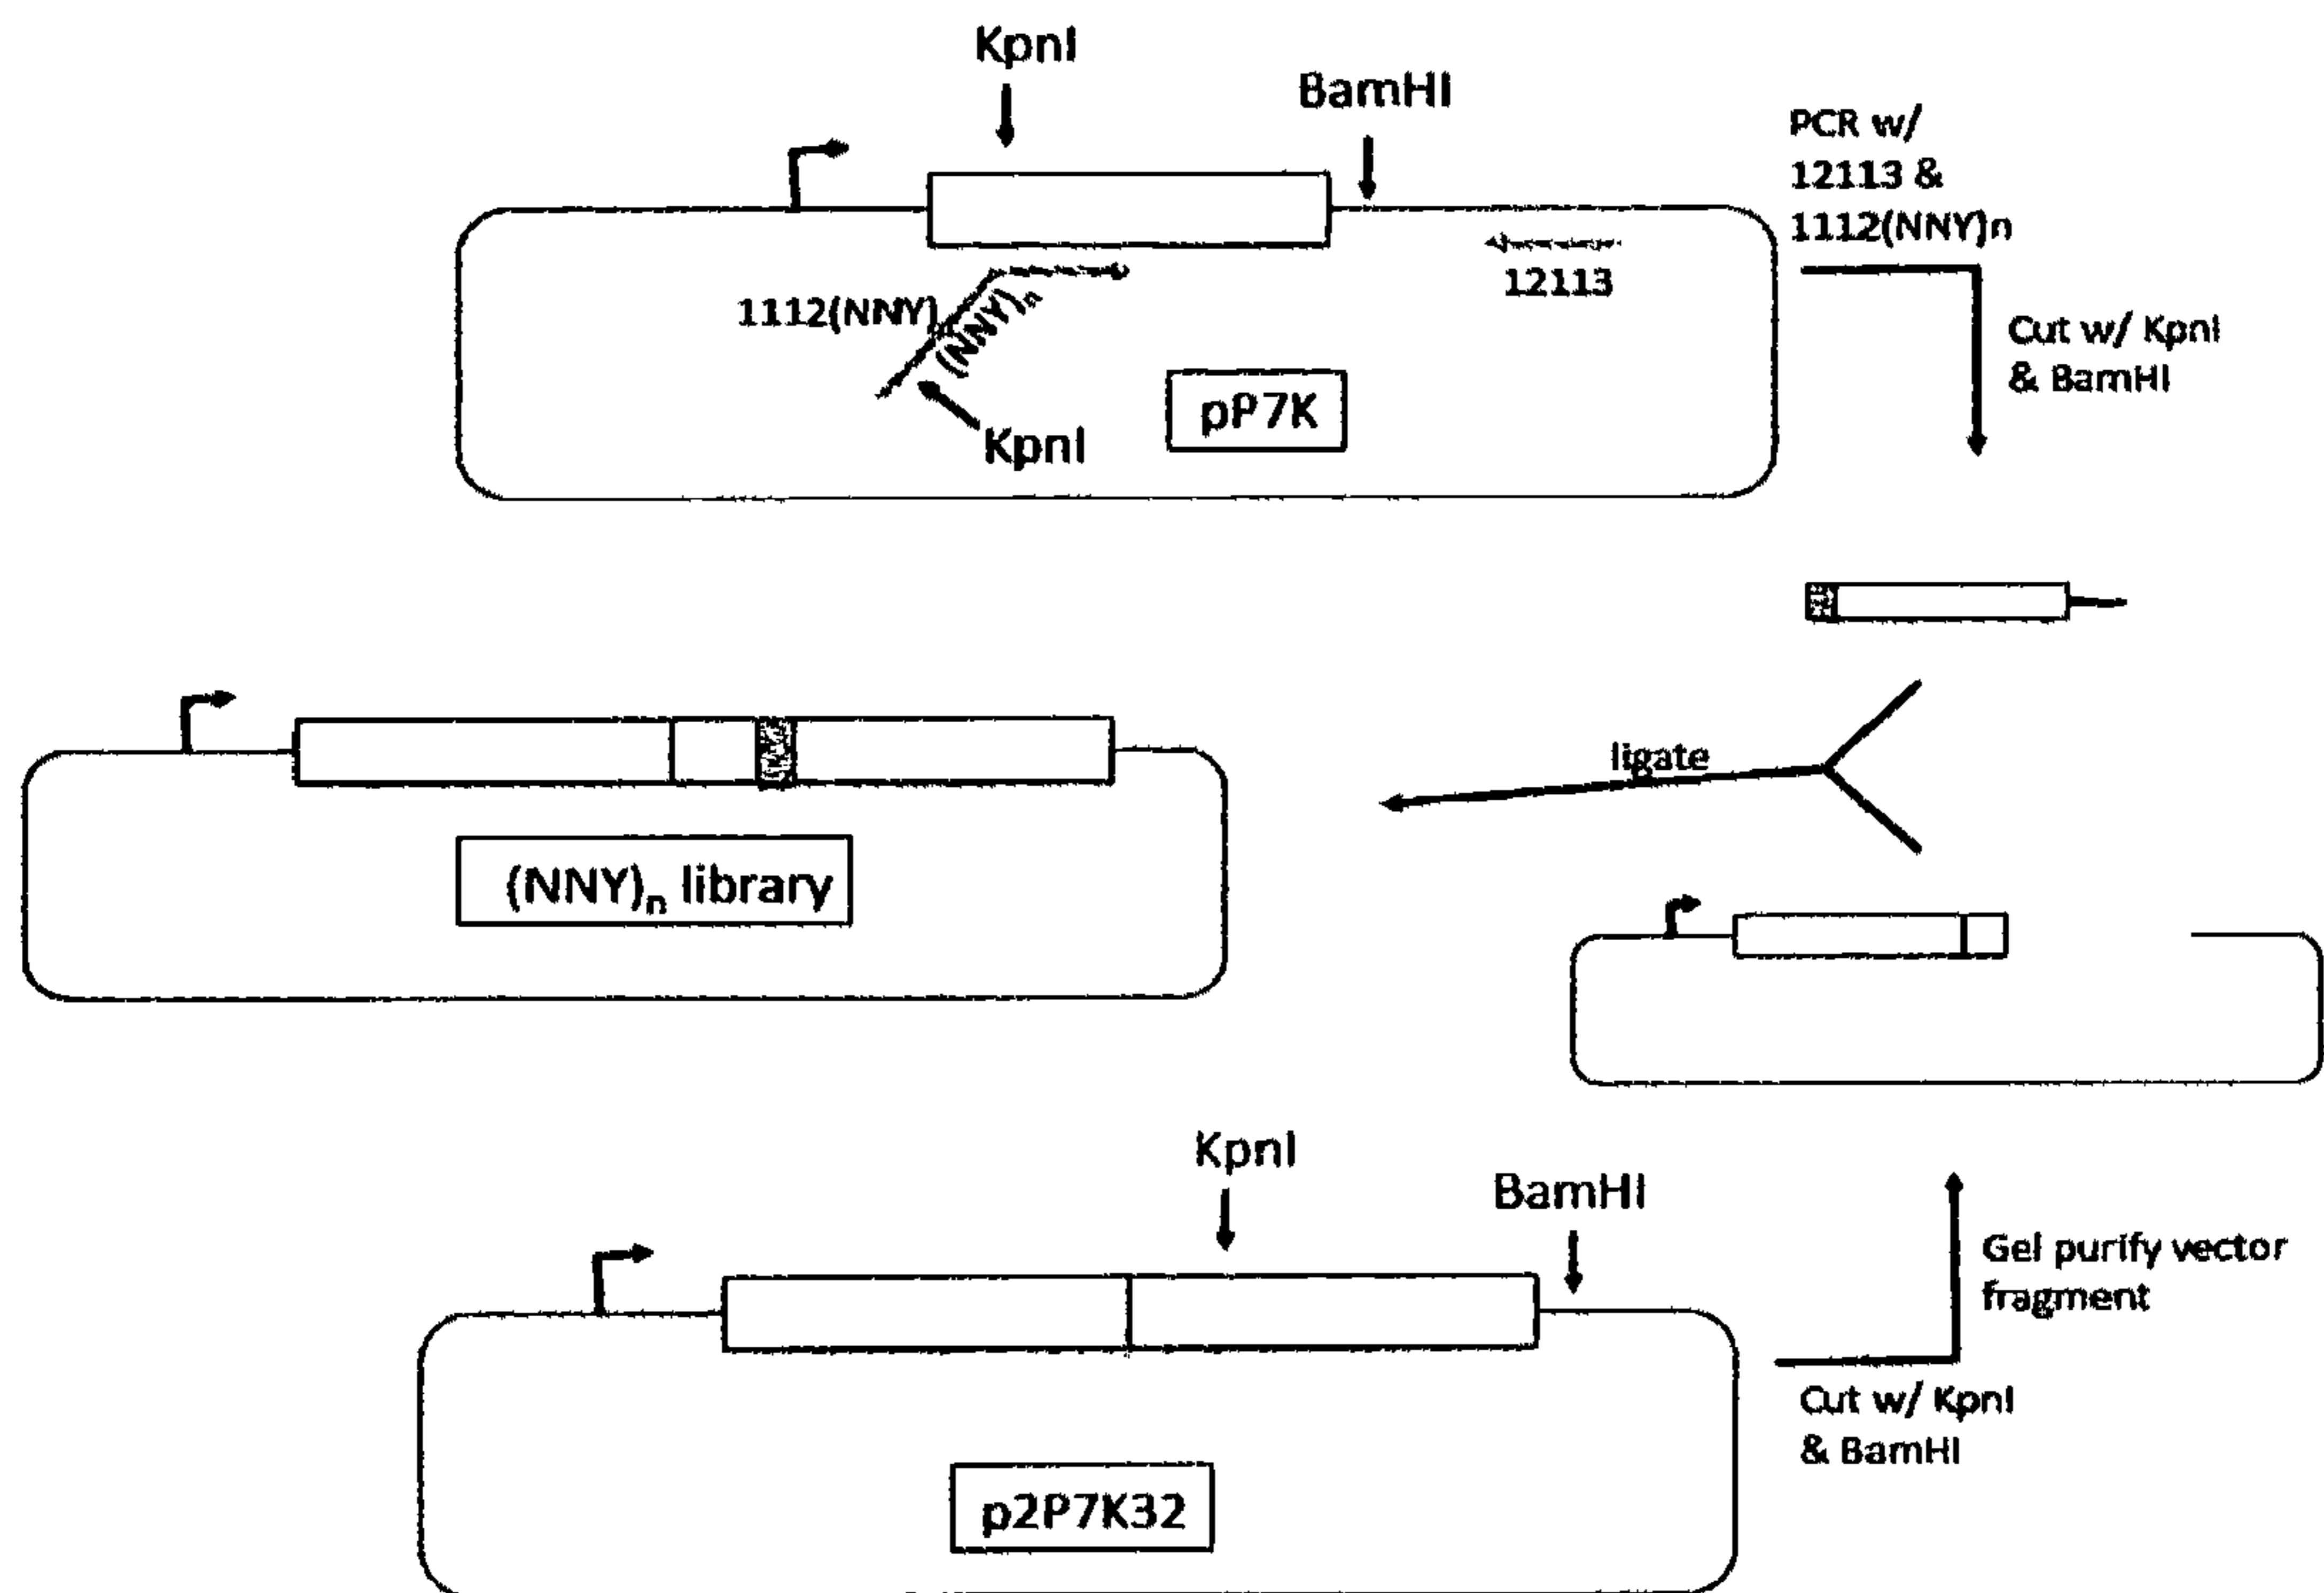 KpnI
BamHI
PCR w/
12113 &
1112(NNY)n
12113
1112(NNY)n
(NNY)n
Cut w/ KpnI
& BamHI
pP7K
KpnI
ligate
(NNY)n library
KpnI
BamHI
Gel purify vector
fragment
Cut w/ KpnI
& BamHI
p2P7K32